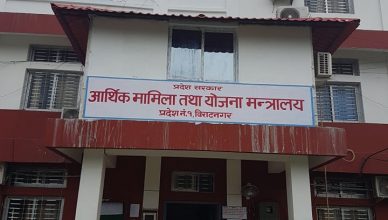 प्रदेश सरकार
आर्थिक मामिला तथा योजना मन्त्रालय
प्रदेश नं. १, विराटनगर